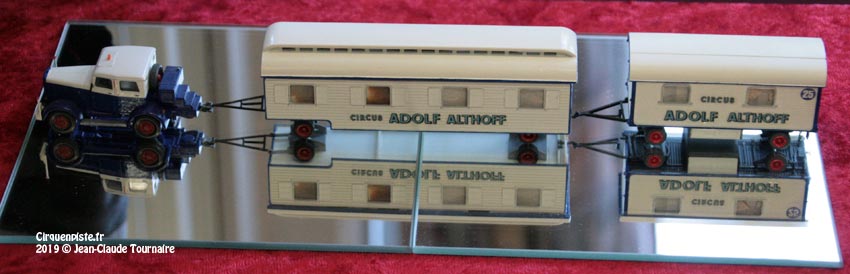 CIRCUS ADOLF ALTHOFF
25
CIRCUS
ADOLF ALTHOFF
Cirquenpiste.fr
2019 © Jean-Claude Tournaire